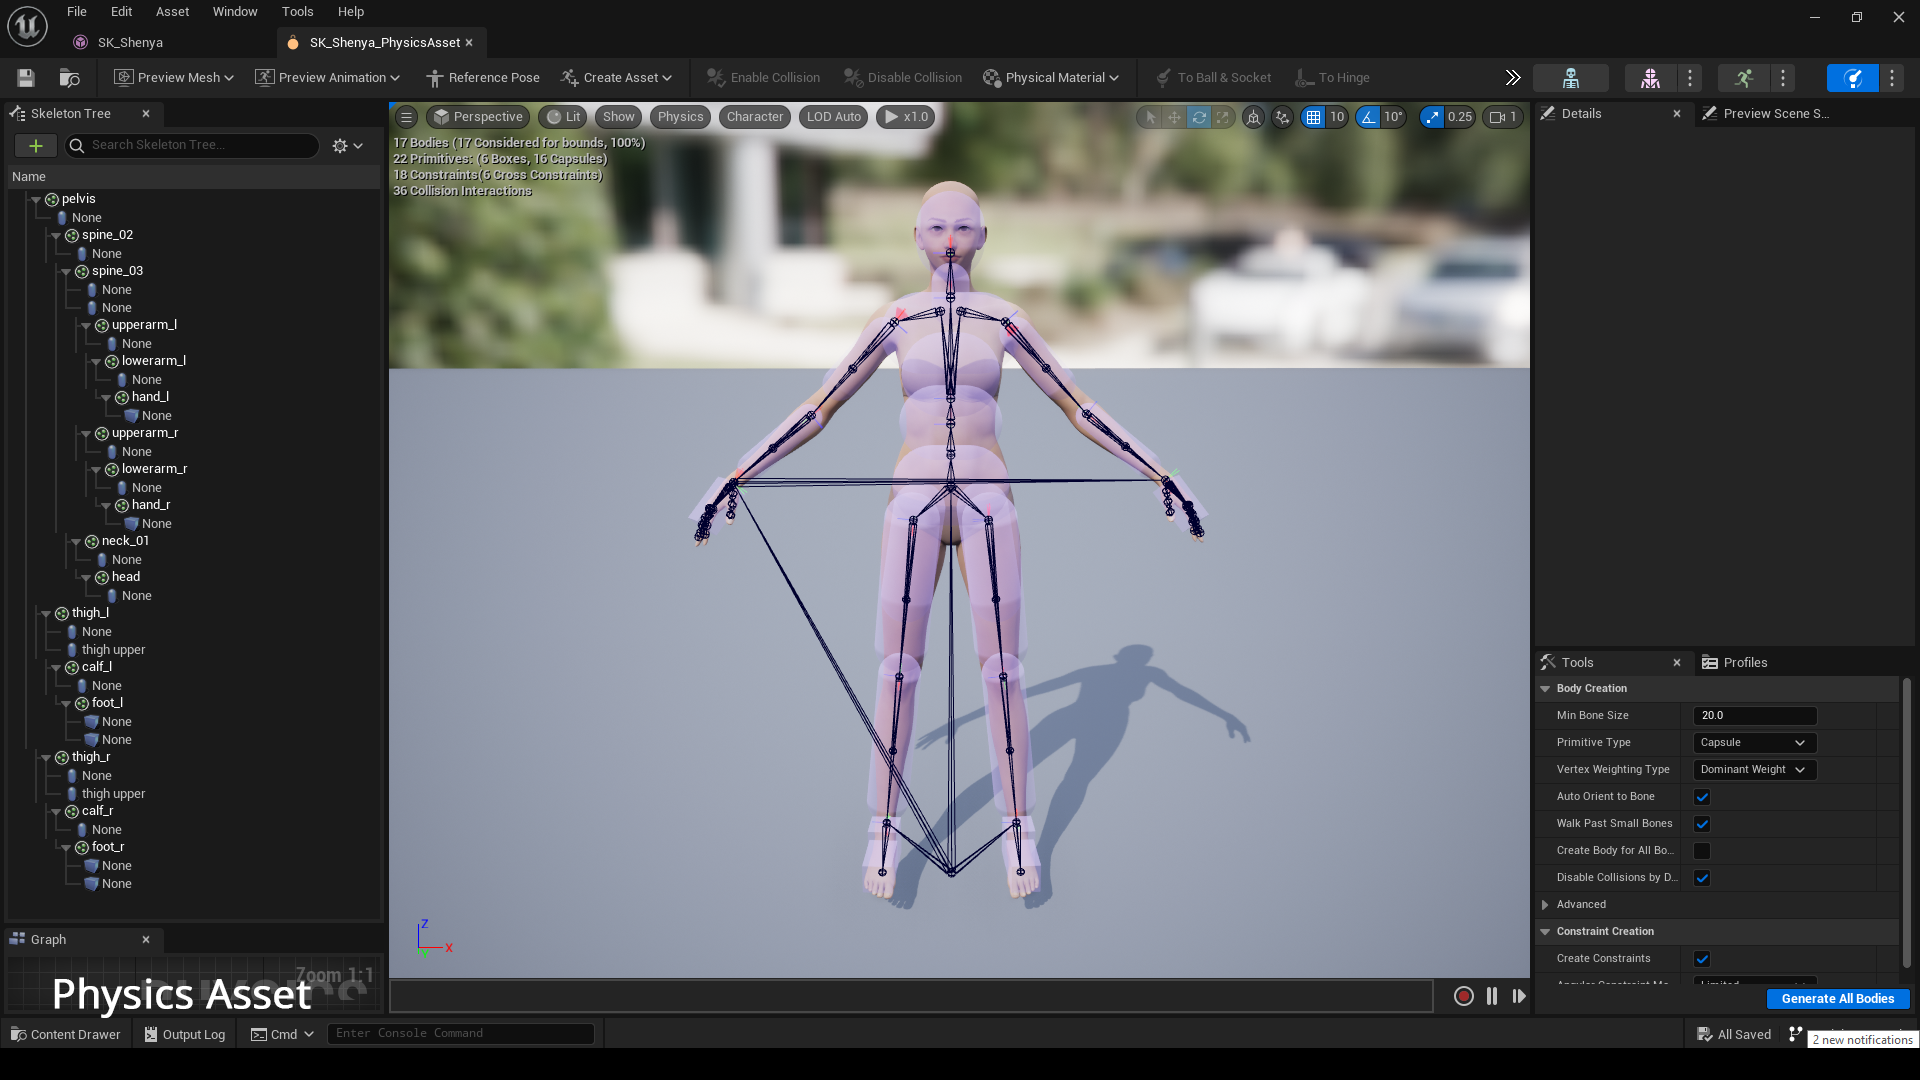 File Edit Asset Window Tools Help
SK_Shenya SK_Shenya_PhysicsAsset
Preview Mesh Preview Animation Reference Pose Create Asset Enable Collision Disable Collision Physical Material To Ball & Socket To Hinge
Skeleton Tree
Search Skeleton Tree...
Name
pelvis
None
spine_02
None
spine_03
None
None
upperarm_l
None
lowerarm_l
None
hand_l
None
upperarm_r
None
lowerarm_r
None
hand_r
None
neck_01
None
head
None
thigh_l
None
thigh upper
calf_l
None
foot_l
None
None
thigh_r
None
thigh upper
calf_r
None
foot_r
None
None
Perspective Lit Show Physics Character LOD Auto x1.0 10 10° 0.25 1
17 Bodies (17 Considered for bounds, 100%)
22 Primitives: (6 Boxes, 16 Capsules)
18 Constraints(6 Cross Constraints)
36 Collision Interactions
Z
X
Details Preview Scene S...
Tools Profiles
Body Creation
Min Bone Size 20.0
Primitive Type Capsule
Vertex Weighting Type Dominant Weight
Auto Orient to Bone
Walk Past Small Bones
Create Body for All Bo...
Disable Collisions by D...
Advanced
Constraint Creation
Create Constraints
Generate All Bodies
Graph
Zoom 1:1
Physics Asset
Content Drawer Output Log Cmd Enter Console Command
All Saved
2 new notifications